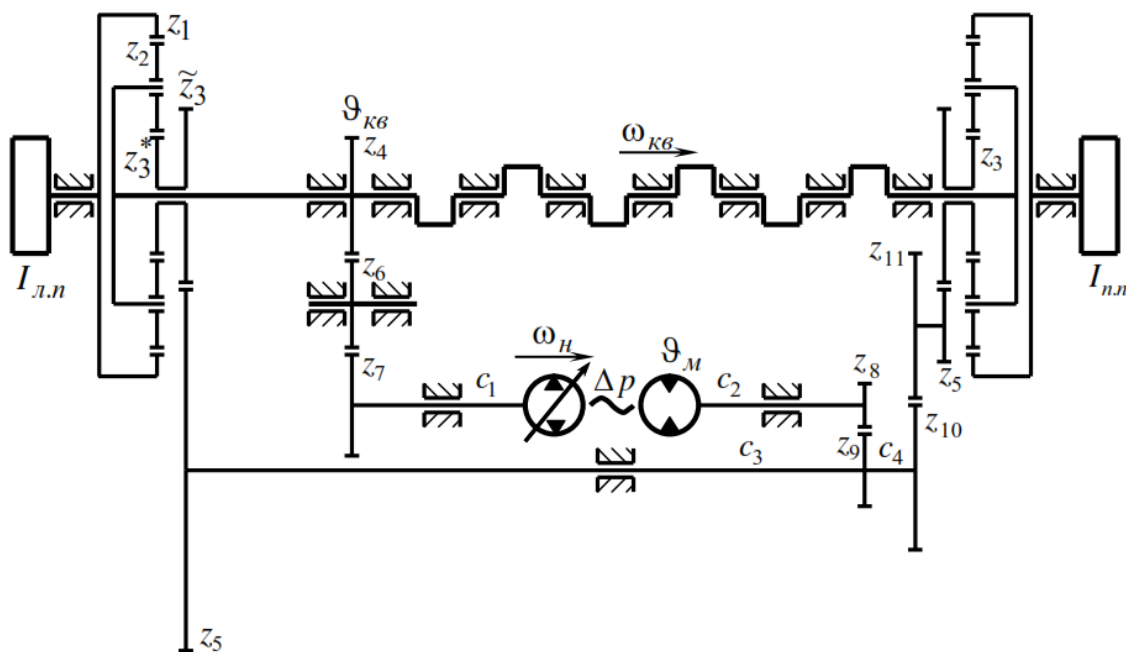 z₁
z₂
z̃₃
z₃*
ϑкв
z₄
ωкв
z₃
Iл.п
z₆
z₁₁
Iп.п
ωн
ϑм
z₇
c₁
Δp
c₂
z₈
z₅
z₁₀
c₃
z₉
c₄
z₅